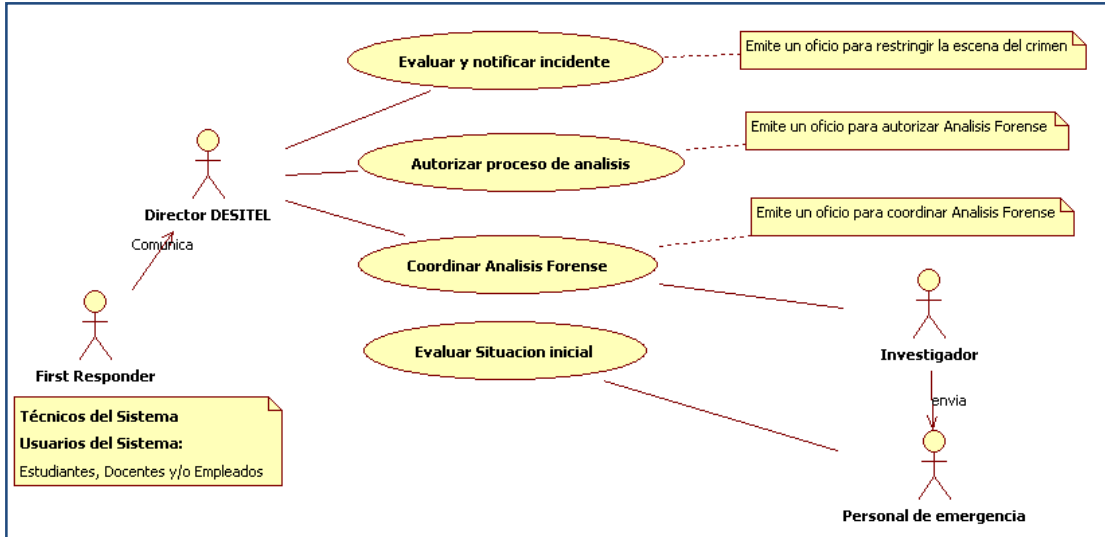 Evaluar y notificar incidente
Emite un oficio para restringir la escena del crimen
Autorizar proceso de analisis
Emite un oficio para autorizar Analisis Forense
Director DESITEL
Comunica
Emite un oficio para coordinar Analisis Forense
Coordinar Analisis Forense
First Responder
Evaluar Situacion inicial
Investigador
envia
Técnicos del Sistema
Usuarios del Sistema:
Estudiantes, Docentes y/o Empleados
Personal de emergencia